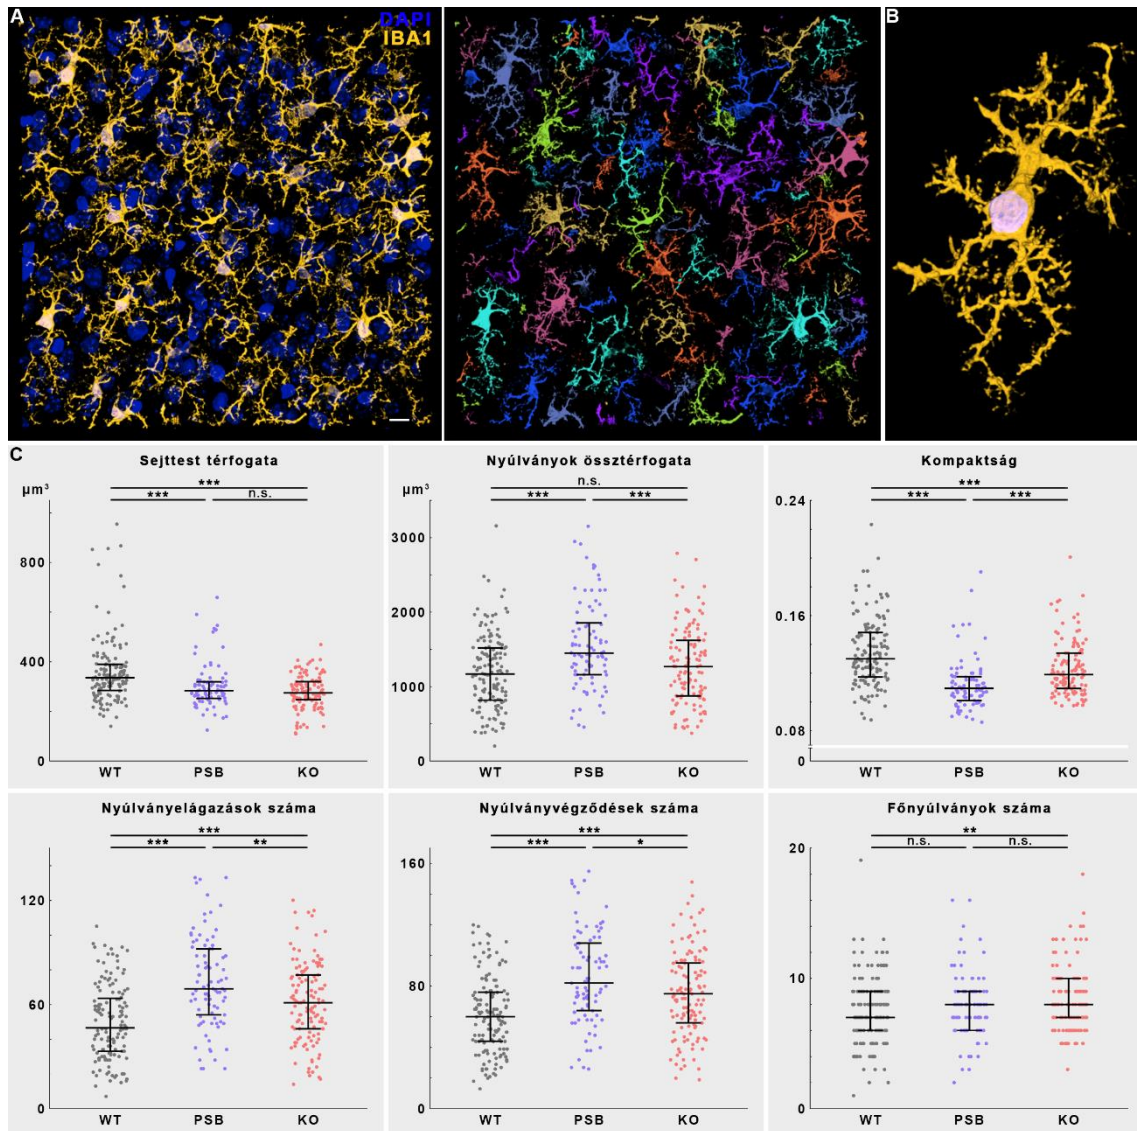 A
DAPI
IBA1
B
C
Sejttest térfogata
µm³
***
***
n.s.
800
400
0
WT PSB KO
Nyúlványok össztérfogata
µm³
n.s.
***
***
3000
2000
1000
0
WT PSB KO
Kompaktság
***
***
***
0.24
0.16
0.08
0
WT PSB KO
Nyúlványelágazások száma
***
***
**
120
60
0
WT PSB KO
Nyúlványvégződések száma
***
***
*
160
80
0
WT PSB KO
Főnyúlványok száma
**
n.s.
n.s.
20
10
0
WT PSB KO